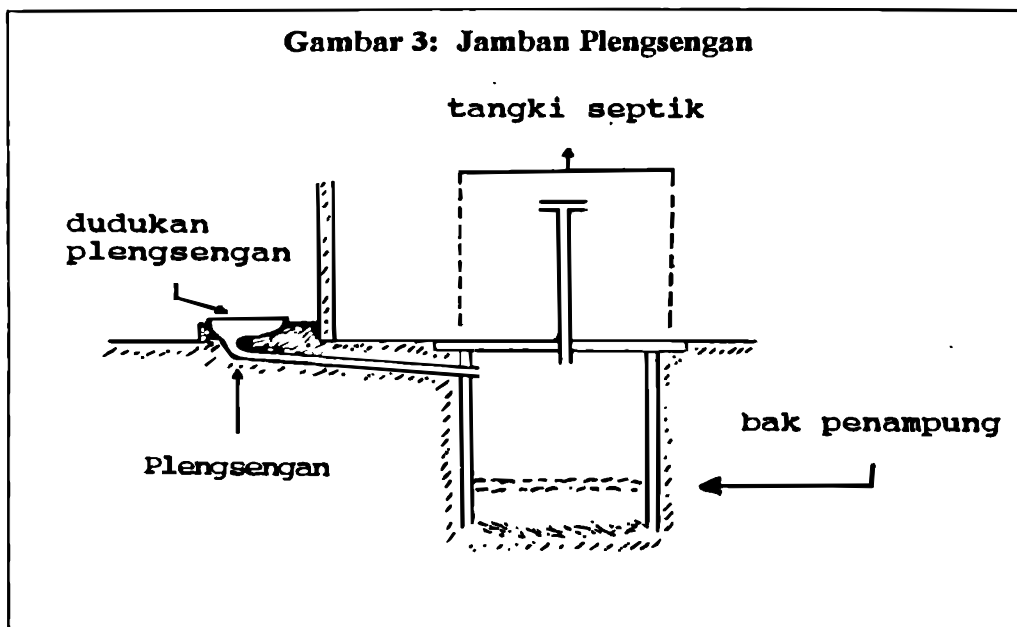 Gambar 3: Jamban Plengsengan
tangki septik
dudukan
plengsengan
bak penampung
Plengsengan